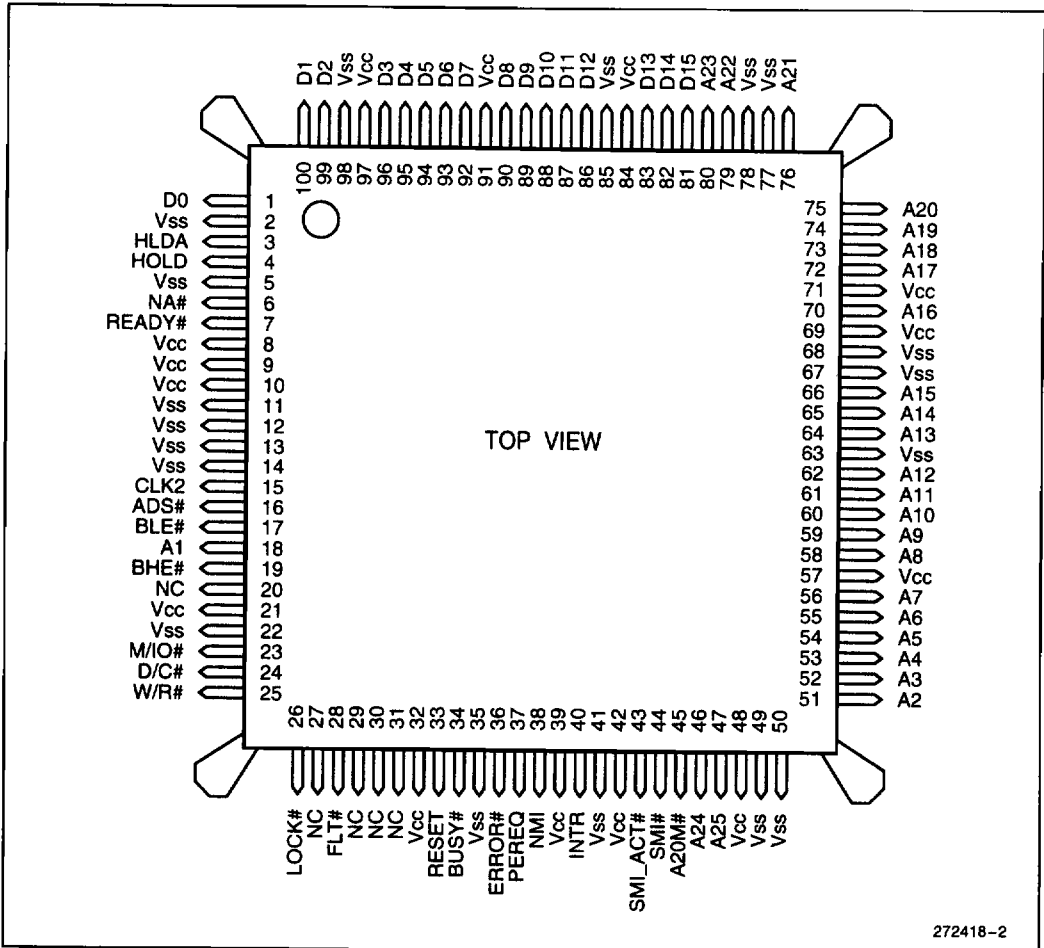 D1 D2 Vss Vcc D3 D4 D5 D6 D7 Vcc D8 D9 D10 D11 D12 Vss Vcc D13 D14 D15 A23 A22 Vss Vss A21
100 99 98 97 96 95 94 93 92 91 90 89 88 87 86 85 84 83 82 81 80 79 78 77 76
D0 1
Vss 2
HLDA 3
HOLD 4
Vss 5
NA# 6
READY# 7
Vcc 8
Vcc 9
Vcc 10
Vss 11
Vss 12
Vss 13
Vss 14
CLK2 15
ADS# 16
BLE# 17
A1 18
BHE# 19
NC 20
Vcc 21
Vss 22
M/IO# 23
D/C# 24
W/R# 25
TOP VIEW
75 A20
74 A19
73 A18
72 A17
71 Vcc
70 A16
69 Vcc
68 Vss
67 Vss
66 A15
65 A14
64 A13
63 Vss
62 A12
61 A11
60 A10
59 A9
58 A8
57 Vcc
56 A7
55 A6
54 A5
53 A4
52 A3
51 A2
26 27 28 29 30 31 32 33 34 35 36 37 38 39 40 41 42 43 44 45 46 47 48 49 50
LOCK# NC FLT# NC NC NC Vcc RESET BUSY# Vss ERROR# PEREQ NMI Vcc INTR Vss Vcc SMI_ACT# SMI# A20M# A24 A25 Vcc Vss Vss
272418-2